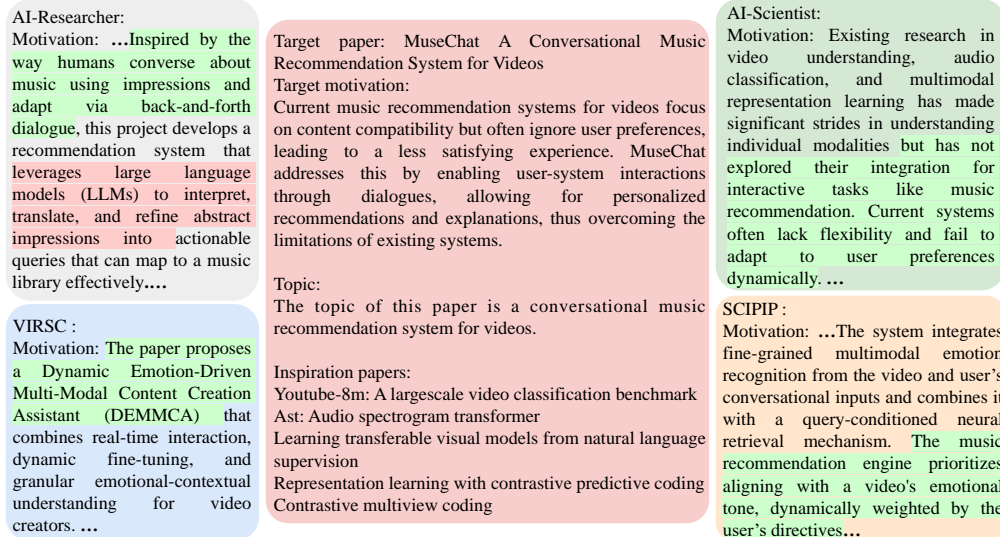 AI-Researcher:
Motivation: …Inspired by the
way humans converse about
music using impressions and
adapt via back-and-forth
dialogue, this project develops a
recommendation system that
leverages large language
models (LLMs) to interpret,
translate, and refine abstract
impressions into actionable
queries that can map to a music
library effectively.…
VIRSC :
Motivation: The paper proposes
a Dynamic Emotion-Driven
Multi-Modal Content Creation
Assistant (DEMMCA) that
combines real-time interaction,
dynamic fine-tuning, and
granular emotional-contextual
understanding for video
creators. …
Target paper: MuseChat A Conversational Music
Recommendation System for Videos
Target motivation:
Current music recommendation systems for videos focus
on content compatibility but often ignore user preferences,
leading to a less satisfying experience. MuseChat
addresses this by enabling user-system interactions
through dialogues, allowing for personalized
recommendations and explanations, thus overcoming the
limitations of existing systems.
Topic:
The topic of this paper is a conversational music
recommendation system for videos.
Inspiration papers:
Youtube-8m: A largescale video classification benchmark
Ast: Audio spectrogram transformer
Learning transferable visual models from natural language
supervision
Representation learning with contrastive predictive coding
Contrastive multiview coding
AI-Scientist:
Motivation: Existing research in
video understanding, audio
classification, and multimodal
representation learning has made
significant strides in understanding
individual modalities but has not
explored their integration for
interactive tasks like music
recommendation. Current systems
often lack flexibility and fail to
adapt to user preferences
dynamically. …
SCIPIP :
Motivation: …The system integrates
fine-grained multimodal emotion
recognition from the video and user's
conversational inputs and combines it
with a query-conditioned neural
retrieval mechanism. The music
recommendation engine prioritizes
aligning with a video's emotional
tone, dynamically weighted by the
user's directives…